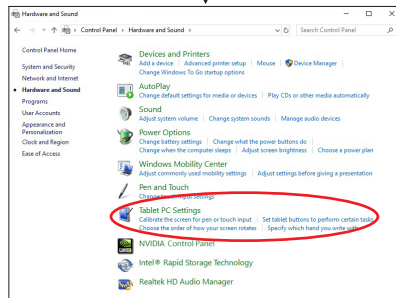 Hardware and Sound
Control Panel › Hardware and Sound ›
Search Control Panel
Control Panel Home
System and Security
Network and Internet
Hardware and Sound
Programs
User Accounts
Appearance and
Personalization
Clock and Region
Ease of Access
Devices and Printers
Add a device | Advanced printer setup | Mouse | Device Manager |
Change Windows To Go startup options
AutoPlay
Change default settings for media or devices | Play CDs or other media automatically
Sound
Adjust system volume | Change system sounds | Manage audio devices
Power Options
Change battery settings | Change what the power buttons do |
Change when the computer sleeps | Adjust screen brightness | Choose a power plan
Windows Mobility Center
Adjust commonly used mobility settings | Adjust settings before giving a presentation
Pen and Touch
Change touch input settings
Tablet PC Settings
Calibrate the screen for pen or touch input | Set tablet buttons to perform certain tasks
Choose the order of how your screen rotates | Specify which hand you write with
NVIDIA Control Panel
Intel® Rapid Storage Technology
Realtek HD Audio Manager